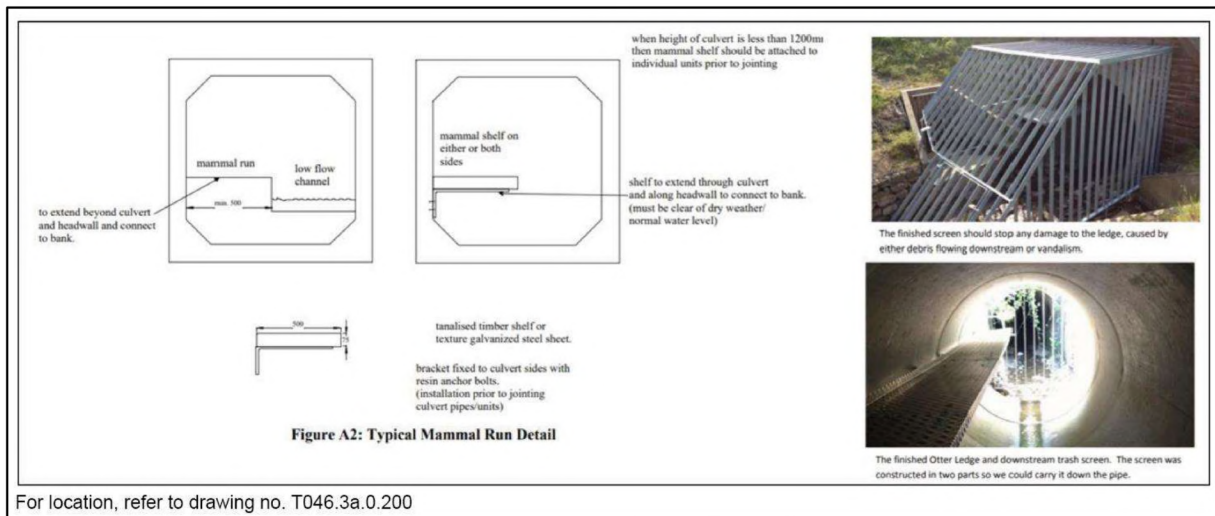 when height of culvert is less than 1200m
then mammal shelf should be attached to
individual units prior to jointing
mammal run
low flow
channel
min. 500
to extend beyond culvert
and headwall and connect
to bank.
mammal shelf on
either or both
sides
shelf to extend through culvert
and along headwall to connect to bank.
(must be clear of dry weather/
normal water level)
500
tanalised timber shelf or
texture galvanized steel sheet.
bracket fixed to culvert sides with
resin anchor bolts.
(installation prior to jointing
culvert pipes/units)
Figure A2: Typical Mammal Run Detail
The finished screen should stop any damage to the ledge, caused by
either debris flowing downstream or vandalism.
The finished Otter Ledge and downstream trash screen. The screen was
constructed in two parts so we could carry it down the pipe.
For location, refer to drawing no. T046.3a.0.200